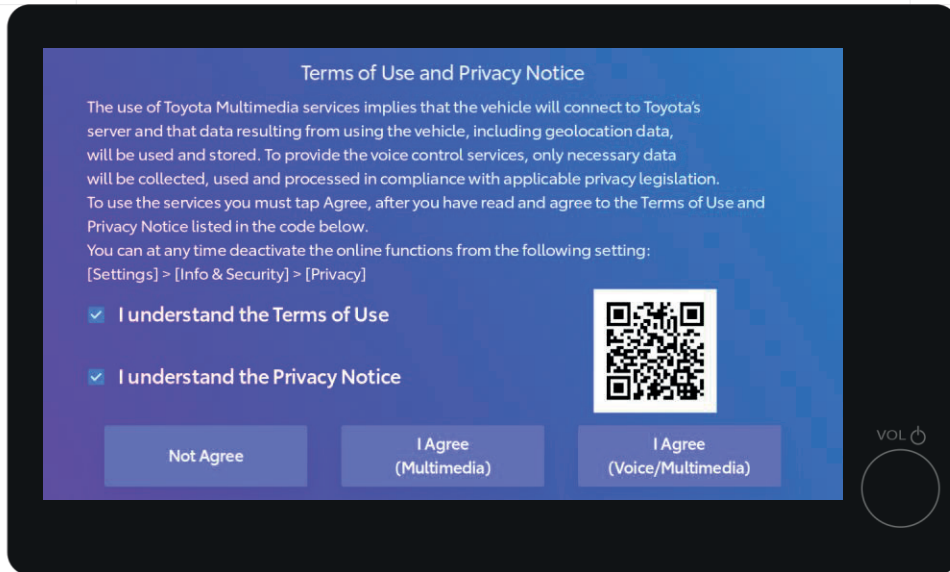 Terms of Use and Privacy Notice
The use of Toyota Multimedia services implies that the vehicle will connect to Toyota's
server and that data resulting from using the vehicle, including geolocation data,
will be used and stored. To provide the voice control services, only necessary data
will be collected, used and processed in compliance with applicable privacy legislation.
To use the services you must tap Agree, after you have read and agree to the Terms of Use and
Privacy Notice listed in the code below.
You can at any time deactivate the online functions from the following setting:
[Settings] > [Info & Security] > [Privacy]
I understand the Terms of Use
I understand the Privacy Notice
Not Agree
I Agree
(Multimedia)
I Agree
(Voice/Multimedia)
VOL